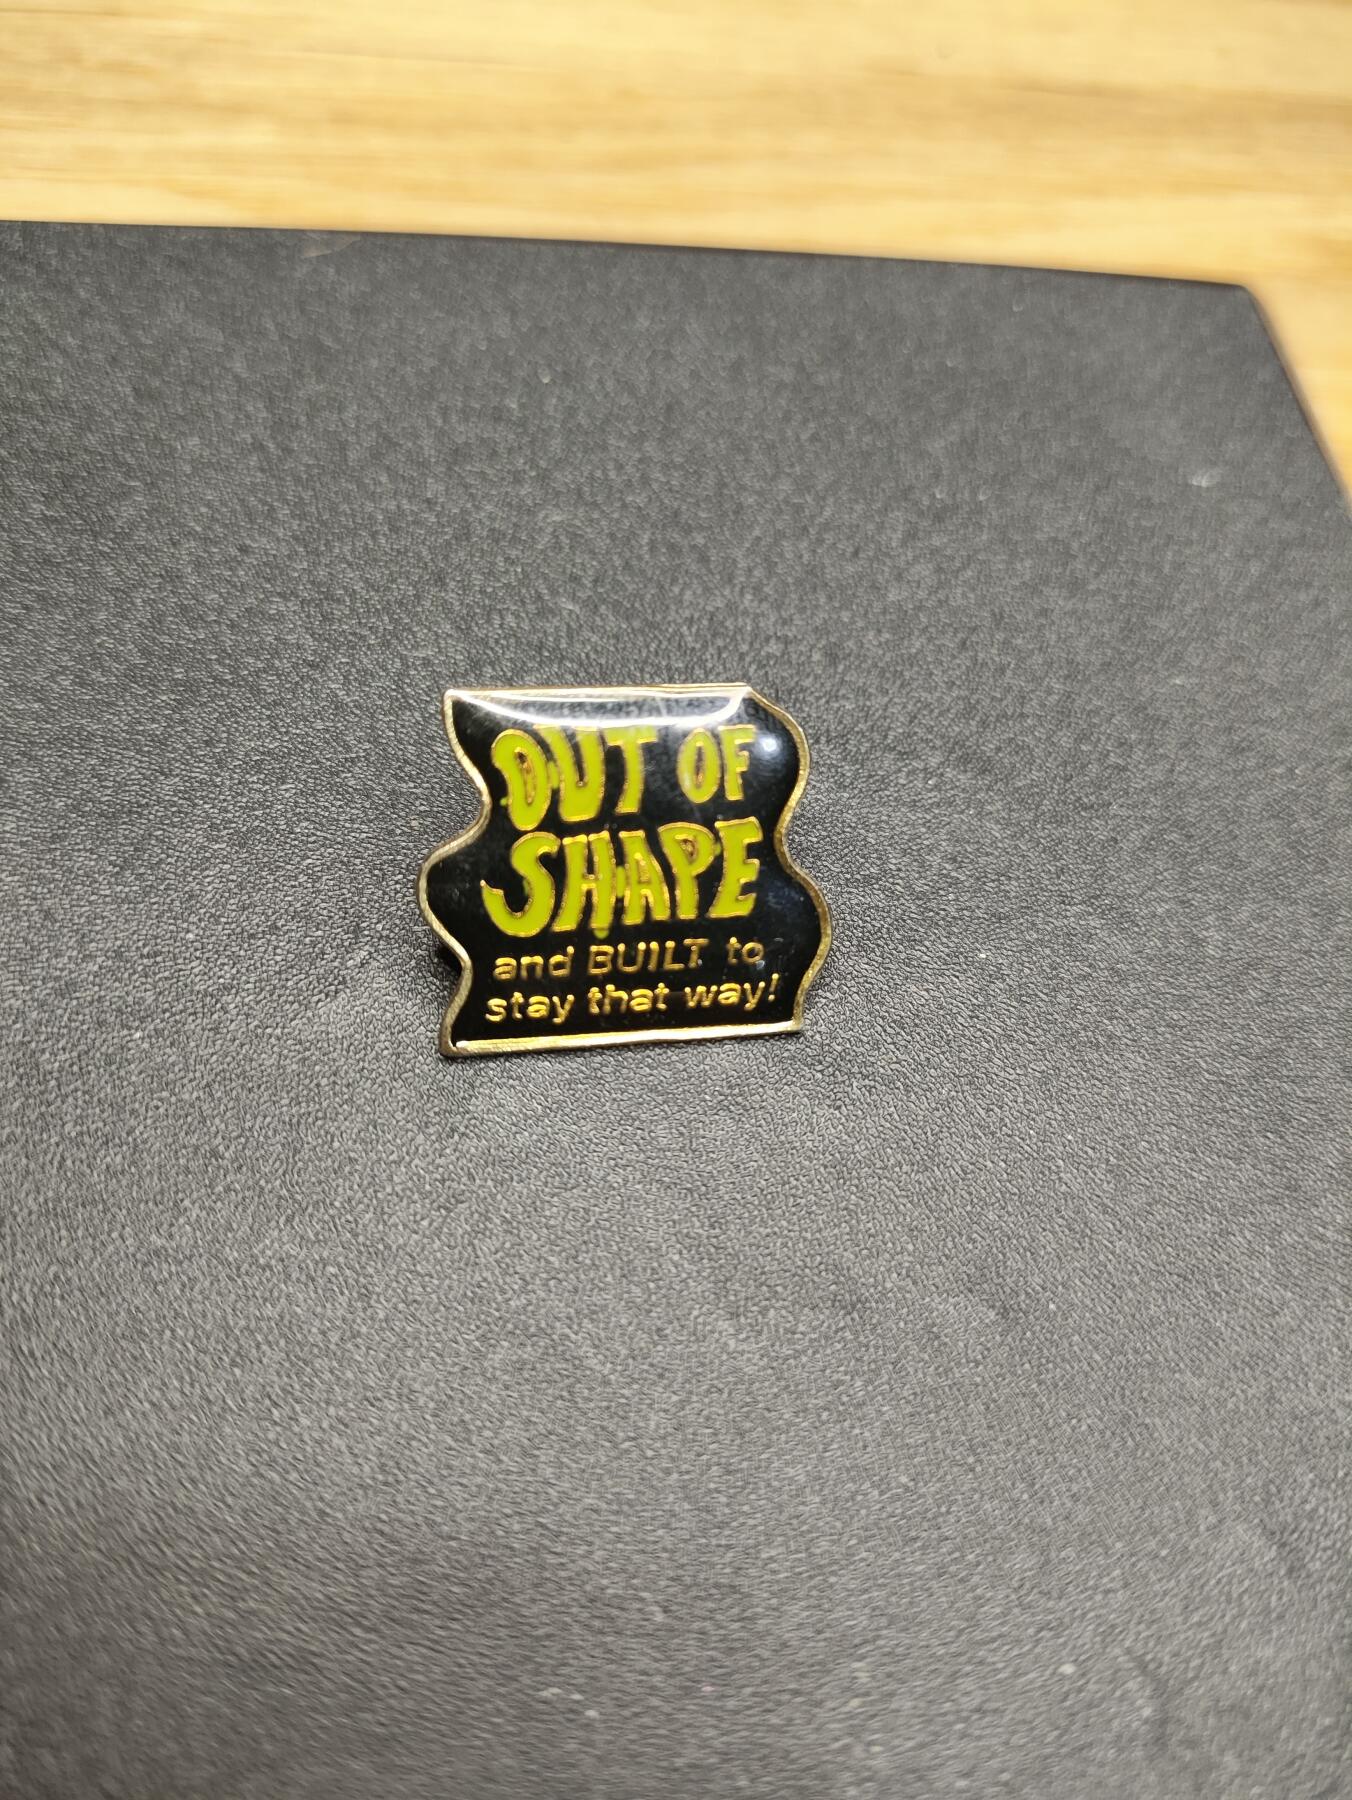 OUT OF
SHAPE
and BUILT to
stay that way!